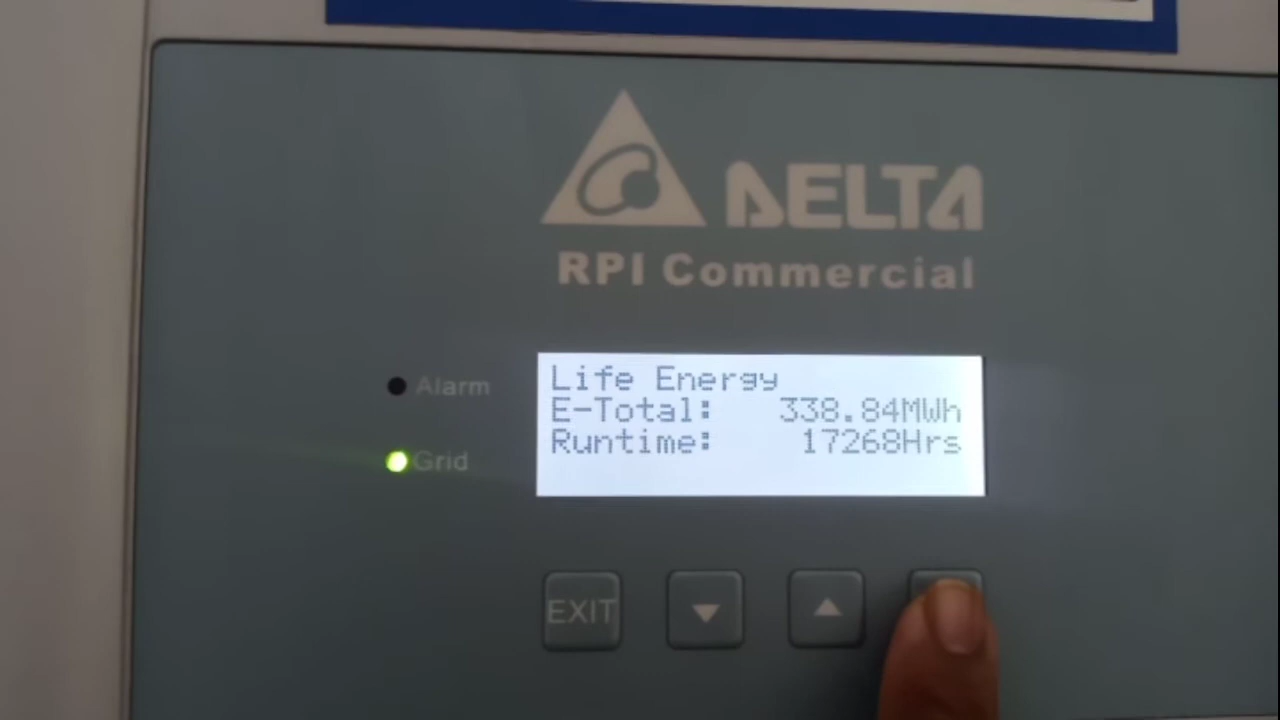 DELTA
RPI Commercial
Life Energy
E-Total: 338.84MWh
Runtime: 17268Hrs
Alarm
Grid
EXIT